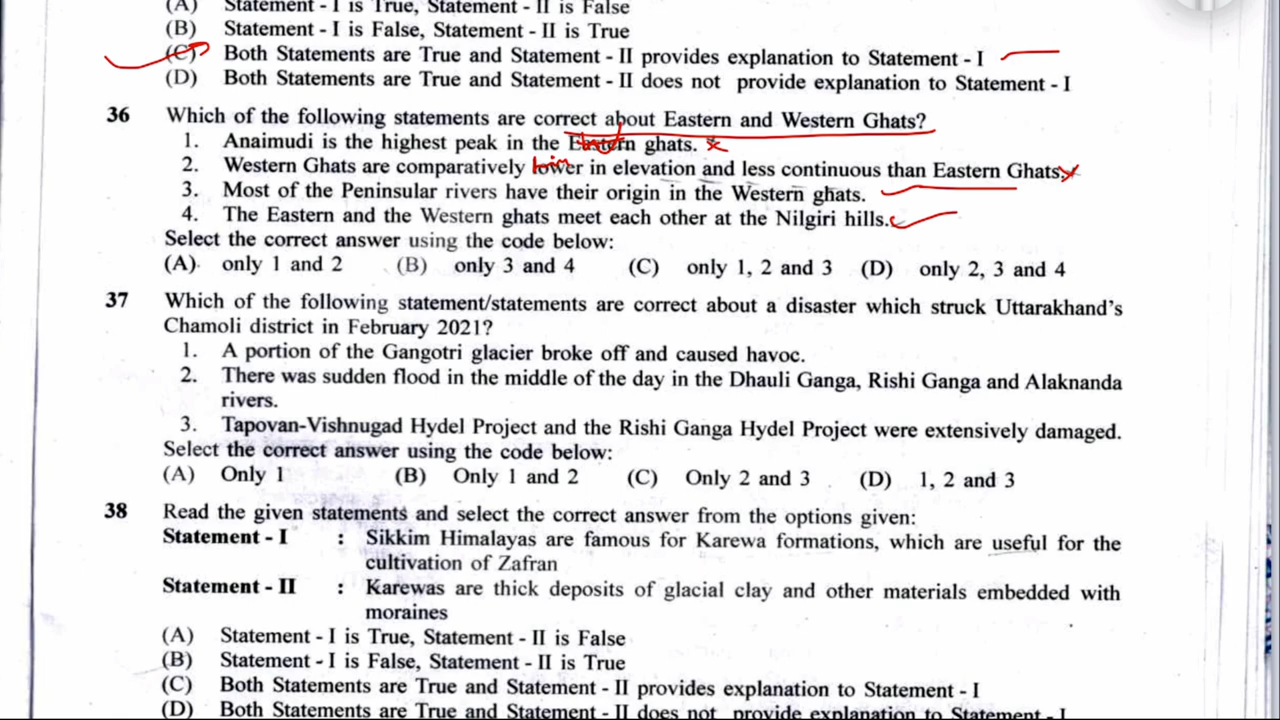 (A) Statement - I is True, Statement - II is False
(B) Statement - I is False, Statement - II is True
(C) Both Statements are True and Statement - II provides explanation to Statement - I
(D) Both Statements are True and Statement - II does not provide explanation to Statement - I
36 Which of the following statements are correct about Eastern and Western Ghats?
1. Anaimudi is the highest peak in the Eastern ghats.
2. Western Ghats are comparatively lower in elevation and less continuous than Eastern Ghats.
3. Most of the Peninsular rivers have their origin in the Western ghats.
4. The Eastern and the Western ghats meet each other at the Nilgiri hills.
Select the correct answer using the code below:
(A) only 1 and 2 (B) only 3 and 4 (C) only 1, 2 and 3 (D) only 2, 3 and 4
37 Which of the following statement/statements are correct about a disaster which struck Uttarakhand's
Chamoli district in February 2021?
1. A portion of the Gangotri glacier broke off and caused havoc.
2. There was sudden flood in the middle of the day in the Dhauli Ganga, Rishi Ganga and Alaknanda
rivers.
3. Tapovan-Vishnugad Hydel Project and the Rishi Ganga Hydel Project were extensively damaged.
Select the correct answer using the code below:
(A) Only 1 (B) Only 1 and 2 (C) Only 2 and 3 (D) 1, 2 and 3
38 Read the given statements and select the correct answer from the options given:
Statement - I : Sikkim Himalayas are famous for Karewa formations, which are useful for the
cultivation of Zafran
Statement - II : Karewas are thick deposits of glacial clay and other materials embedded with
moraines
(A) Statement - I is True, Statement - II is False
(B) Statement - I is False, Statement - II is True
(C) Both Statements are True and Statement - II provides explanation to Statement - I
(D) Both Statements are True and Statement - II does not provide explanation to Statement - I